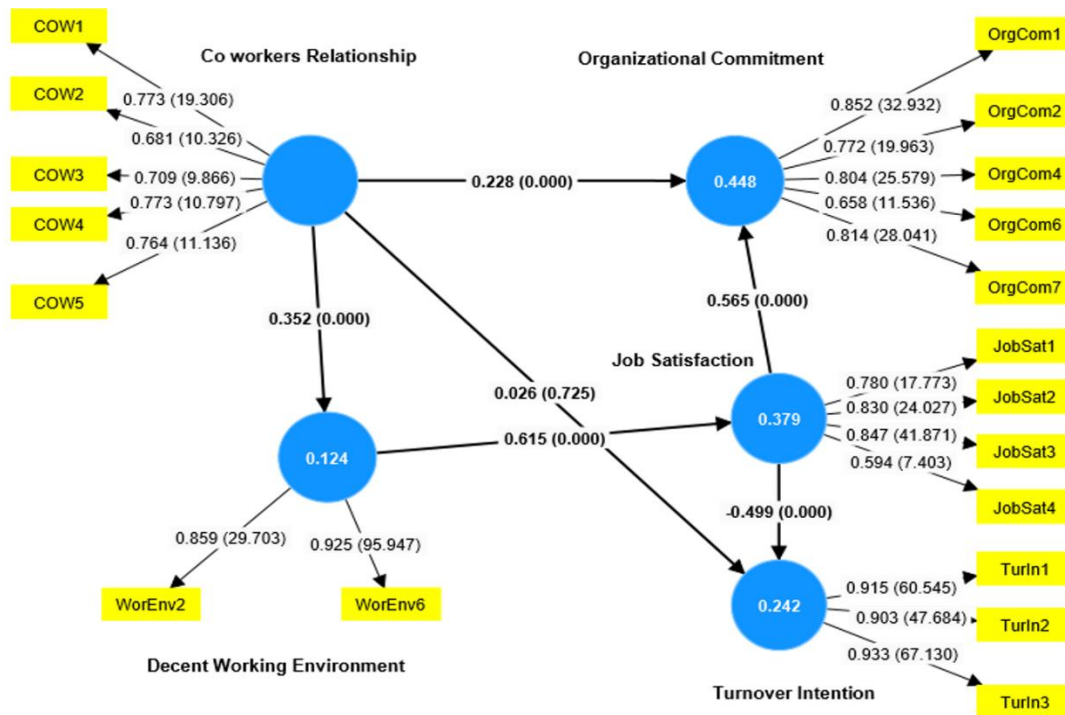 COW1
Co workers Relationship
Organizational Commitment
OrgCom1
0.773 (19.306)
0.852 (32.932)
COW2
OrgCom2
0.681 (10.326)
0.772 (19.963)
COW3
0.709 (9.866)
0.228 (0.000)
0.448
0.804 (25.579)
OrgCom4
0.773 (10.797)
0.658 (11.536)
COW4
OrgCom6
0.764 (11.136)
0.814 (28.041)
COW5
OrgCom7
0.352 (0.000)
0.565 (0.000)
Job Satisfaction
JobSat1
0.780 (17.773)
0.026 (0.725)
0.830 (24.027)
JobSat2
0.615 (0.000)
0.379
0.847 (41.871)
JobSat3
0.124
0.594 (7.403)
JobSat4
-0.499 (0.000)
0.859 (29.703)
0.925 (95.947)
TurIn1
0.915 (60.545)
WorEnv2
WorEnv6
0.242
0.903 (47.684)
TurIn2
0.933 (67.130)
Decent Working Environment
Turnover Intention
TurIn3